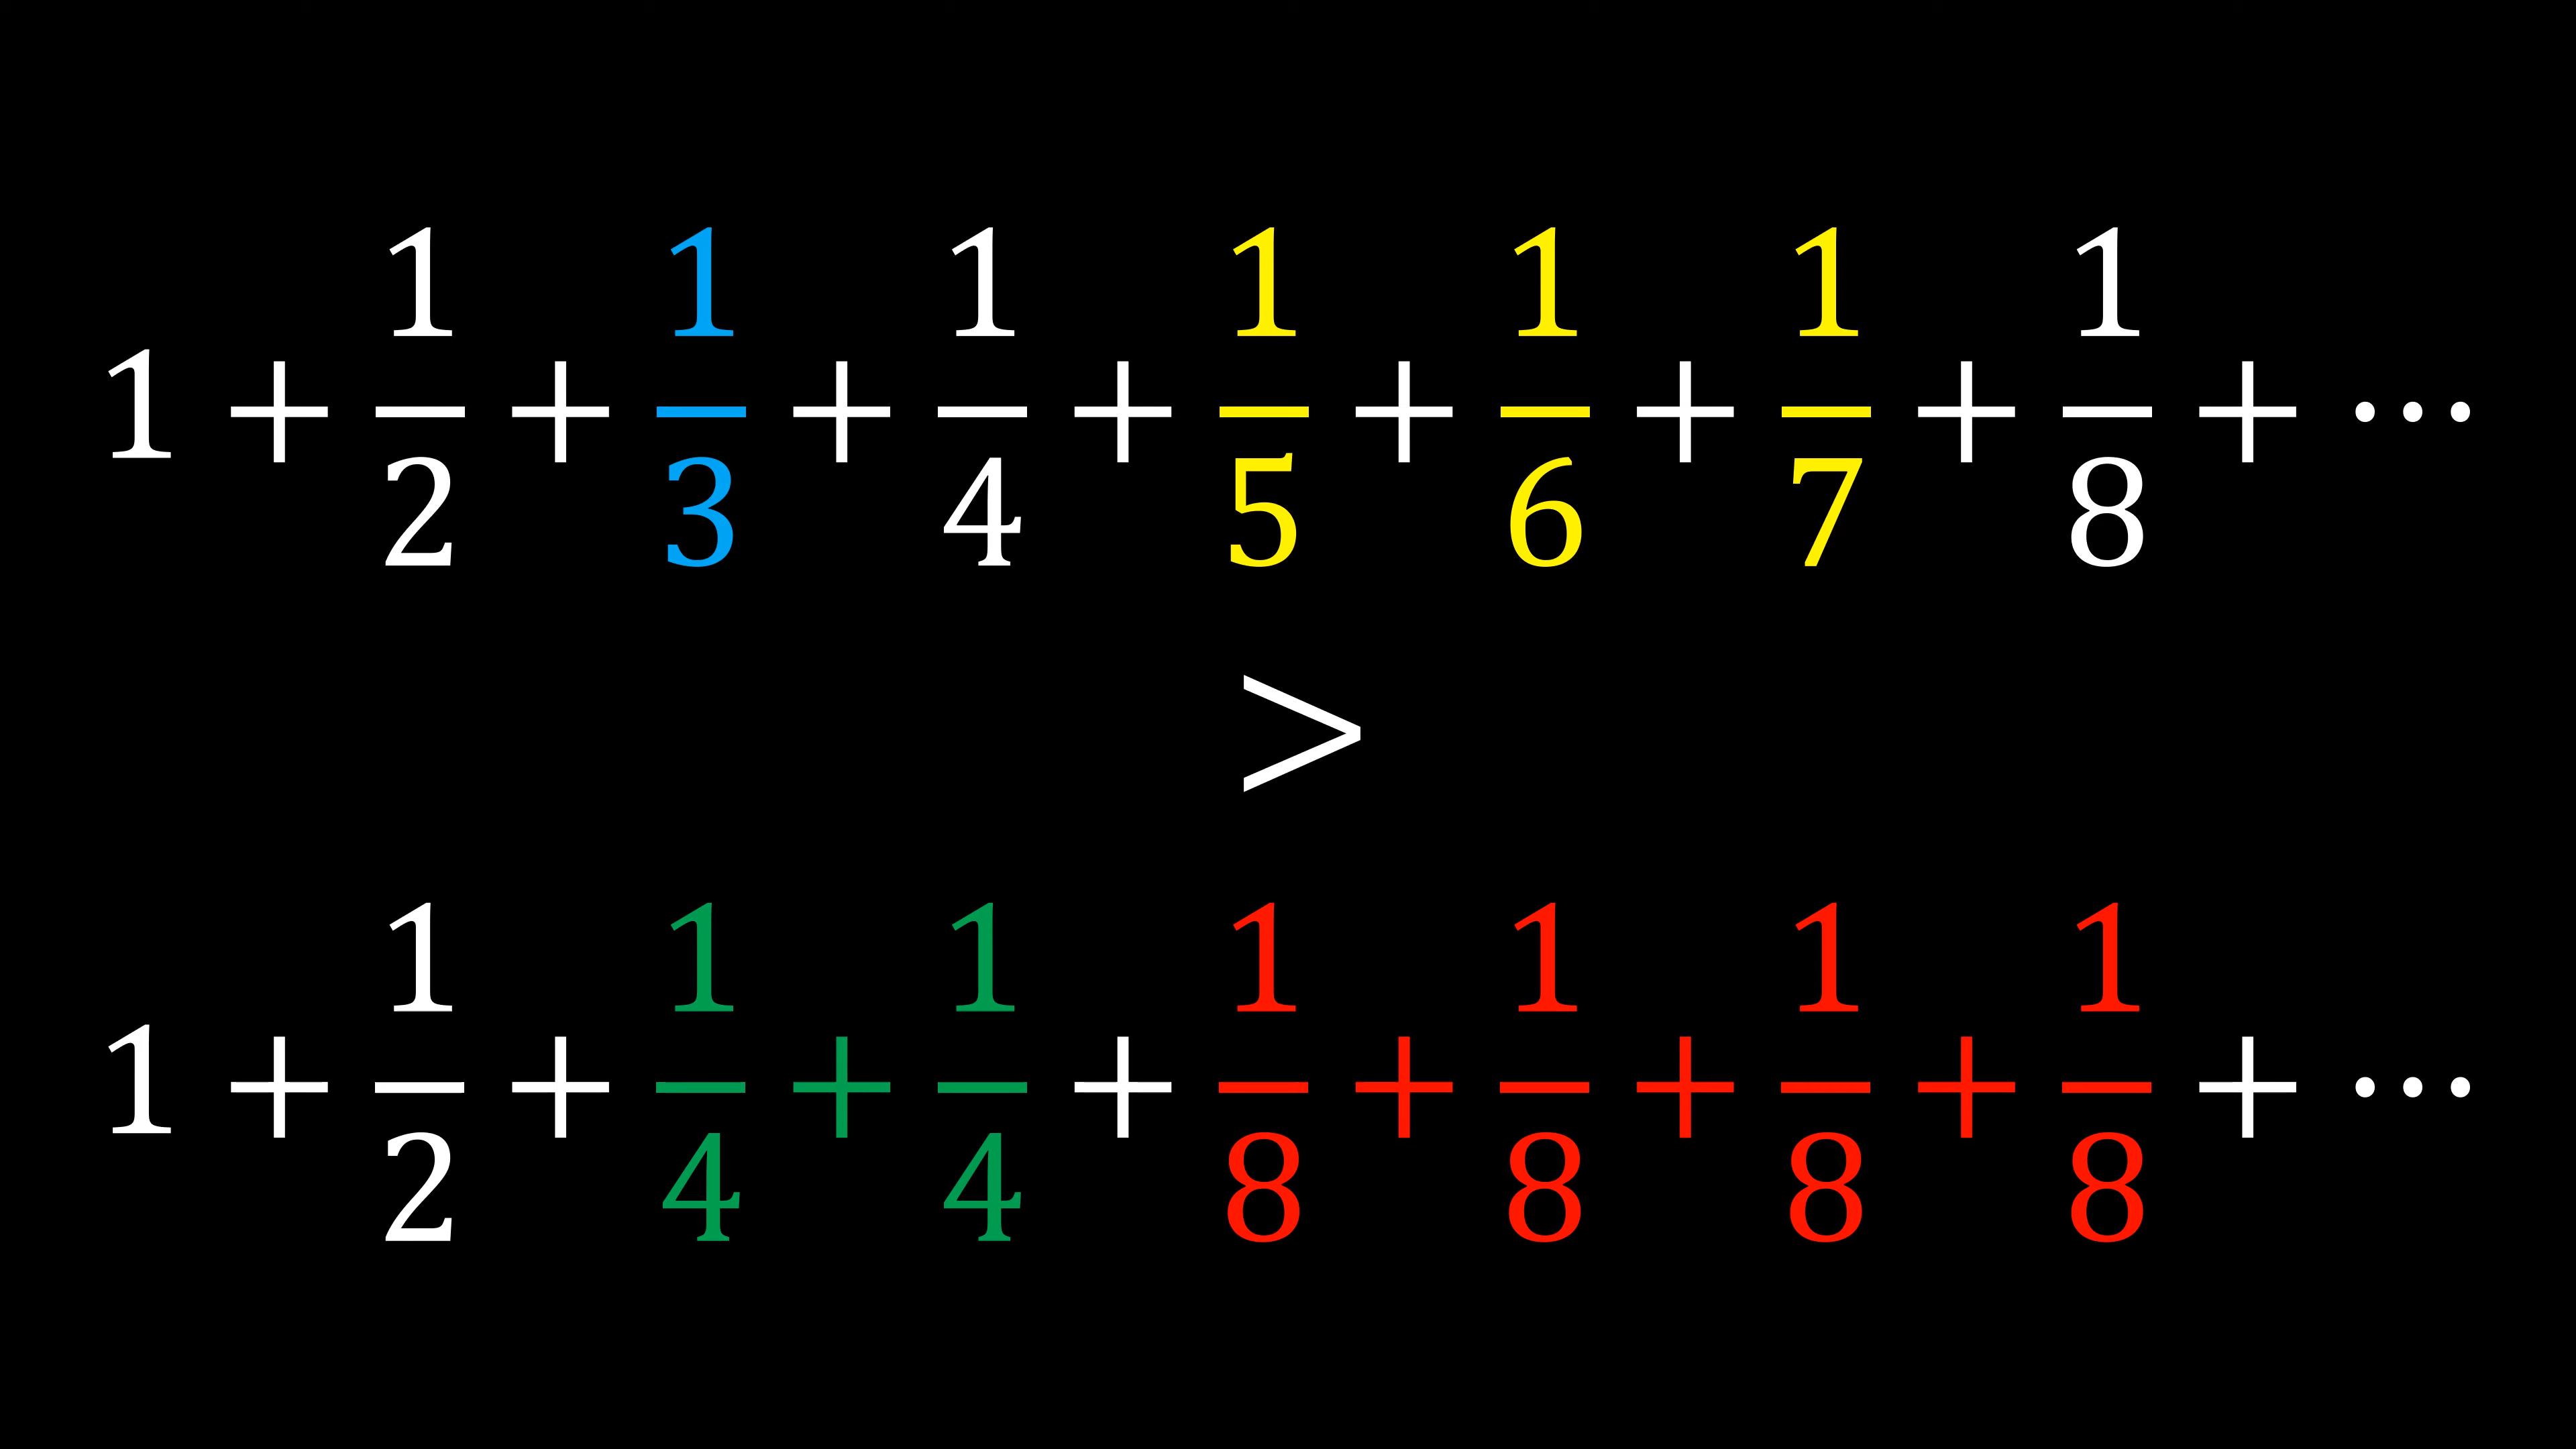 1 + 1/2 + 1/3 + 1/4 + 1/5 + 1/6 + 1/7 + 1/8 + ⋯
>
1 + 1/2 + 1/4 + 1/4 + 1/8 + 1/8 + 1/8 + 1/8 + ⋯